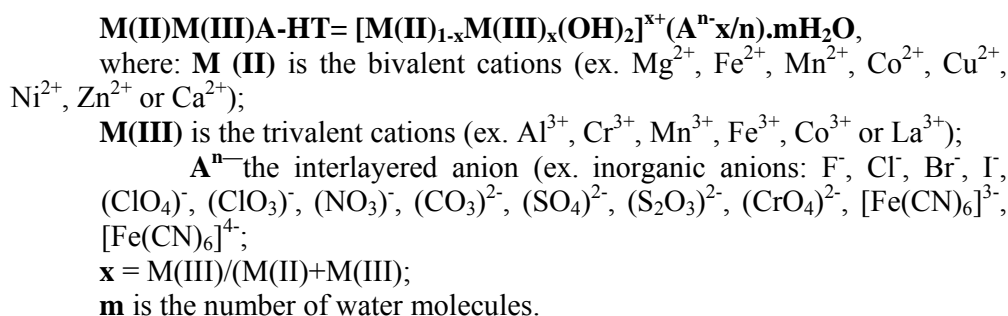 M(II)M(III)A-HT= [M(II)₁₋ₓM(III)ₓ(OH)₂]ˣ⁺(Aⁿ⁻x/n).mH₂O,
where: M (II) is the bivalent cations (ex. Mg²⁺, Fe²⁺, Mn²⁺, Co²⁺, Cu²⁺,
Ni²⁺, Zn²⁺ or Ca²⁺);
M(III) is the trivalent cations (ex. Al³⁺, Cr³⁺, Mn³⁺, Fe³⁺, Co³⁺ or La³⁺);
Aⁿ⁻–the interlayered anion (ex. inorganic anions: F⁻, Cl⁻, Br⁻, I⁻,
(ClO₄)⁻, (ClO₃)⁻, (NO₃)⁻, (CO₃)²⁻, (SO₄)²⁻, (S₂O₃)²⁻, (CrO₄)²⁻, [Fe(CN)₆]³⁻,
[Fe(CN)₆]⁴⁻;
x = M(III)/(M(II)+M(III);
m is the number of water molecules.